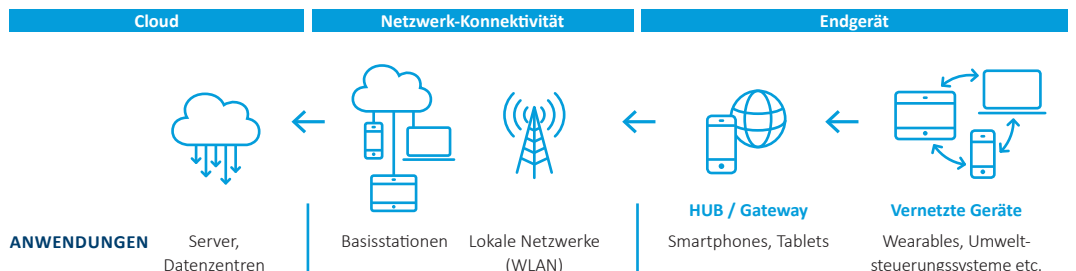 Cloud
Netzwerk-Konnektivität
Endgerät
HUB / Gateway
Vernetzte Geräte
ANWENDUNGEN
Server,
Datenzentren
Basisstationen
Lokale Netzwerke
(WLAN)
Smartphones, Tablets
Wearables, Umwelt-
steuerungssysteme etc.